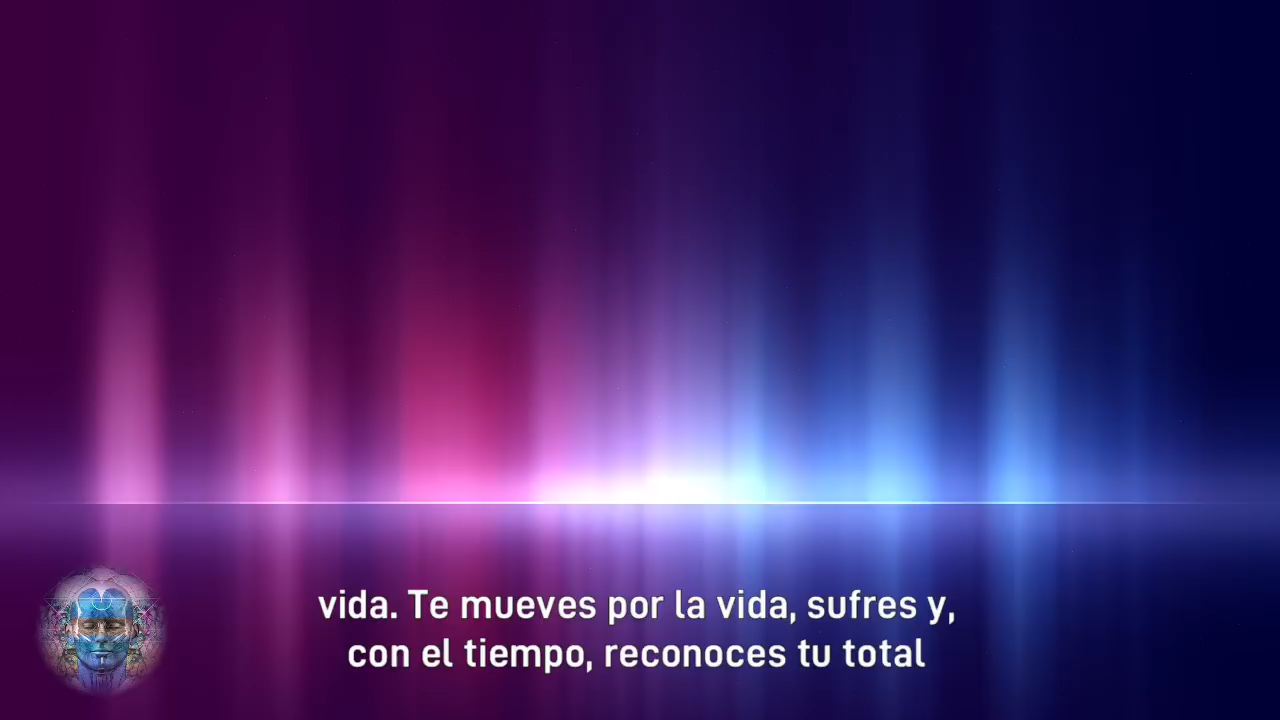 vida. Te mueves por la vida, sufres y,
con el tiempo, reconoces tu total